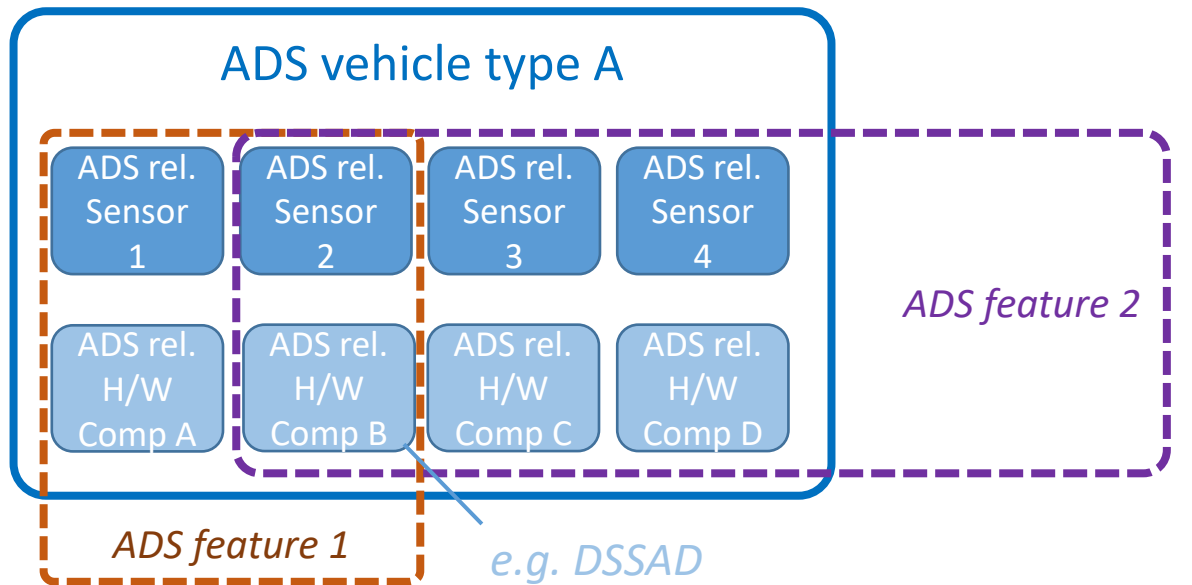 ADS vehicle type A
ADS rel.
Sensor
1
ADS rel.
Sensor
2
ADS rel.
Sensor
3
ADS rel.
Sensor
4
ADS feature 2
ADS rel.
H/W
Comp A
ADS rel.
H/W
Comp B
ADS rel.
H/W
Comp C
ADS rel.
H/W
Comp D
ADS feature 1
e.g. DSSAD